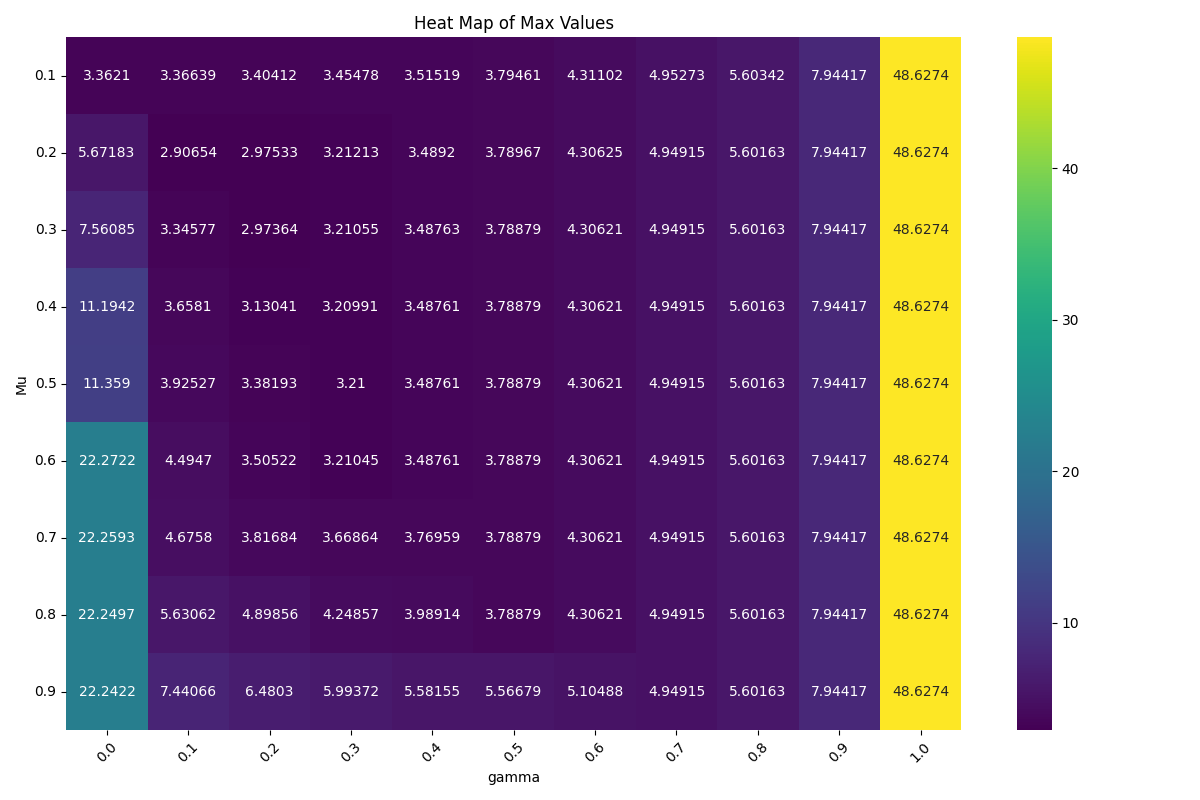 Heat Map of Max Values
0.1 3.3621 3.36639 3.40412 3.45478 3.51519 3.79461 4.31102 4.95273 5.60342 7.94417 48.6274
0.2 5.67183 2.90654 2.97533 3.21213 3.4892 3.78967 4.30625 4.94915 5.60163 7.94417 48.6274
0.3 7.56085 3.34577 2.97364 3.21055 3.48763 3.78879 4.30621 4.94915 5.60163 7.94417 48.6274
0.4 11.1942 3.6581 3.13041 3.20991 3.48761 3.78879 4.30621 4.94915 5.60163 7.94417 48.6274
0.5 11.359 3.92527 3.38193 3.21 3.48761 3.78879 4.30621 4.94915 5.60163 7.94417 48.6274
0.6 22.2722 4.4947 3.50522 3.21045 3.48761 3.78879 4.30621 4.94915 5.60163 7.94417 48.6274
0.7 22.2593 4.6758 3.81684 3.66864 3.76959 3.78879 4.30621 4.94915 5.60163 7.94417 48.6274
0.8 22.2497 5.63062 4.89856 4.24857 3.98914 3.78879 4.30621 4.94915 5.60163 7.94417 48.6274
0.9 22.2422 7.44066 6.4803 5.99372 5.58155 5.56679 5.10488 4.94915 5.60163 7.94417 48.6274
Mu
0.0 0.1 0.2 0.3 0.4 0.5 0.6 0.7 0.8 0.9 1.0
gamma
40
30
20
10